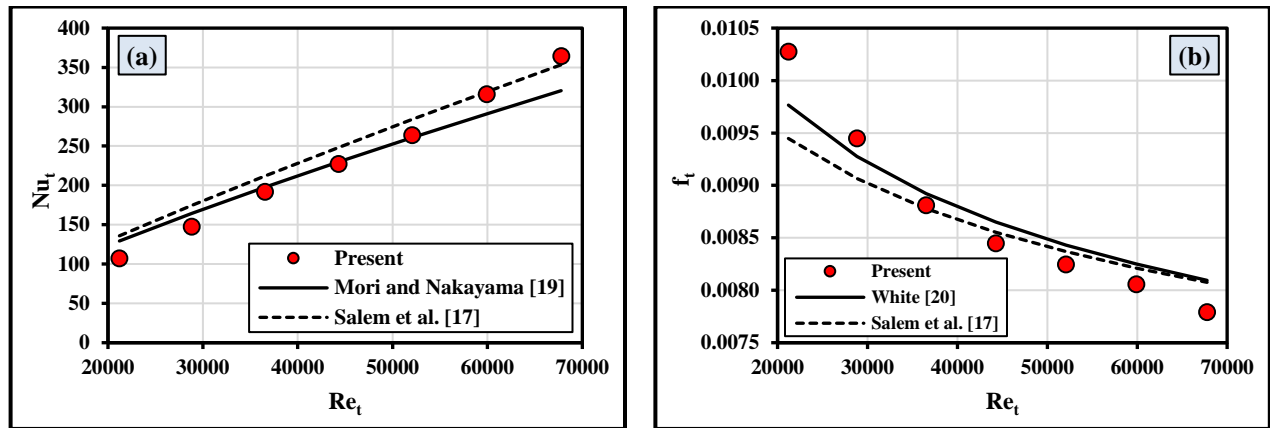 (a)
Nu_t
400
350
300
250
200
150
100
50
0
Present
Mori and Nakayama [19]
Salem et al. [17]
20000 30000 40000 50000 60000 70000
Re_t
(b)
f_t
0.0105
0.0100
0.0095
0.0090
0.0085
0.0080
0.0075
Present
White [20]
Salem et al. [17]
20000 30000 40000 50000 60000 70000
Re_t